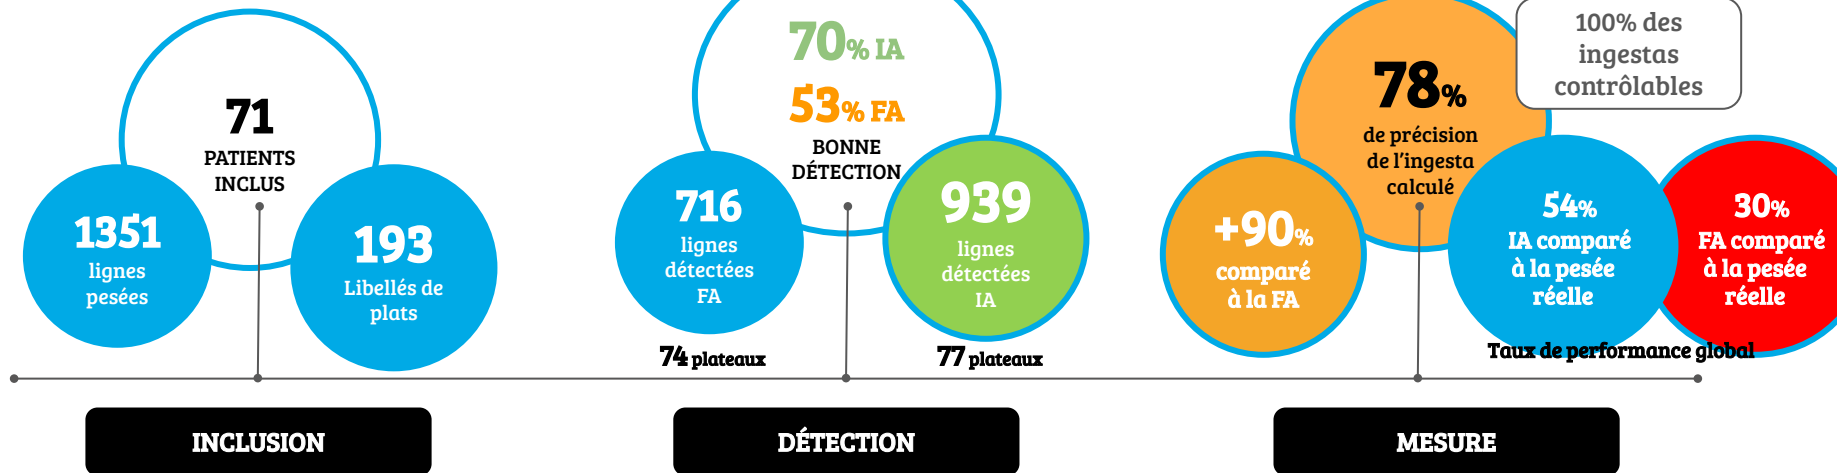 71
PATIENTS
INCLUS
1351
lignes
pesées
193
Libellés de
plats
70% IA
53% FA
BONNE
DÉTECTION
716
lignes
détectées
FA
939
lignes
détectées
IA
74 plateaux
77 plateaux
100% des
ingestas
contrôlables
78%
de précision
de l'ingesta
calculé
+90%
comparé
à la FA
54%
IA comparé
à la pesée
réelle
30%
FA comparé
à la pesée
réelle
Taux de performance global
INCLUSION
DÉTECTION
MESURE